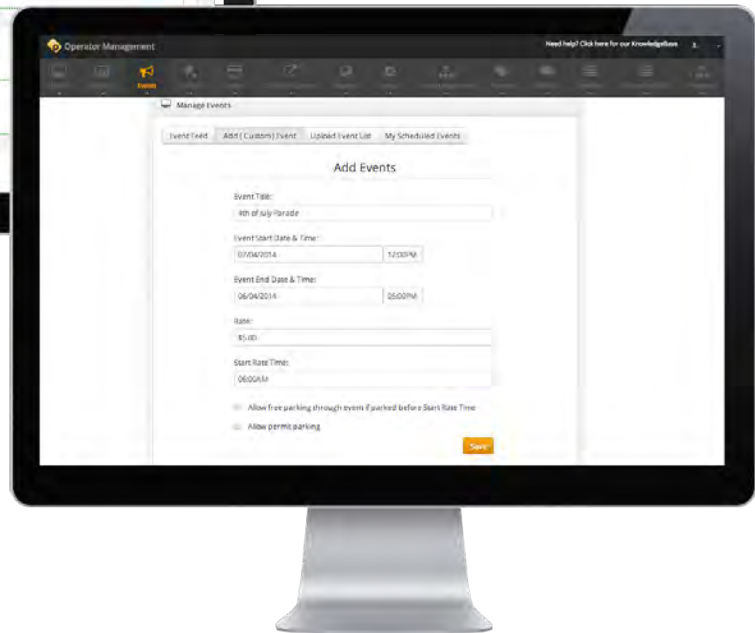 Operator Management
Need help? Click here for our KnowledgeBase
Events
Manage Events
Event Feed
Add ( Custom ) Event
Upload Event List
My Scheduled Events
Add Events
Event Title:
4th of July Parade
Event Start Date & Time:
07/04/2014
12:00PM
Event End Date & Time:
06/04/2014
05:00PM
Rate:
$5.00
Start Rate Time:
06:00AM
Allow free parking through event if parked before Start Rate Time
Allow permit parking
Save